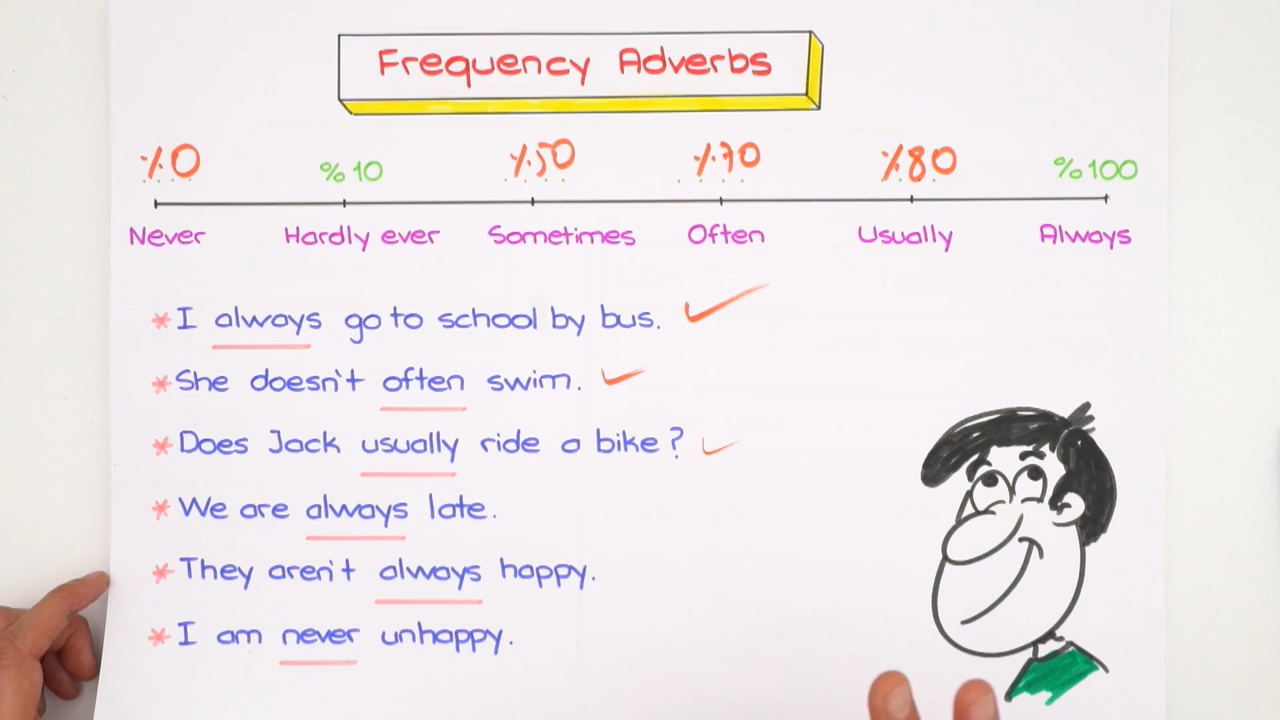 Frequency Adverbs
%0 %10 %50 %70 %80 %100
Never Hardly ever Sometimes Often Usually Always
* I always go to school by bus.
* She doesn't often swim.
* Does Jack usually ride a bike?
* We are always late.
* They aren't always happy.
* I am never unhappy.